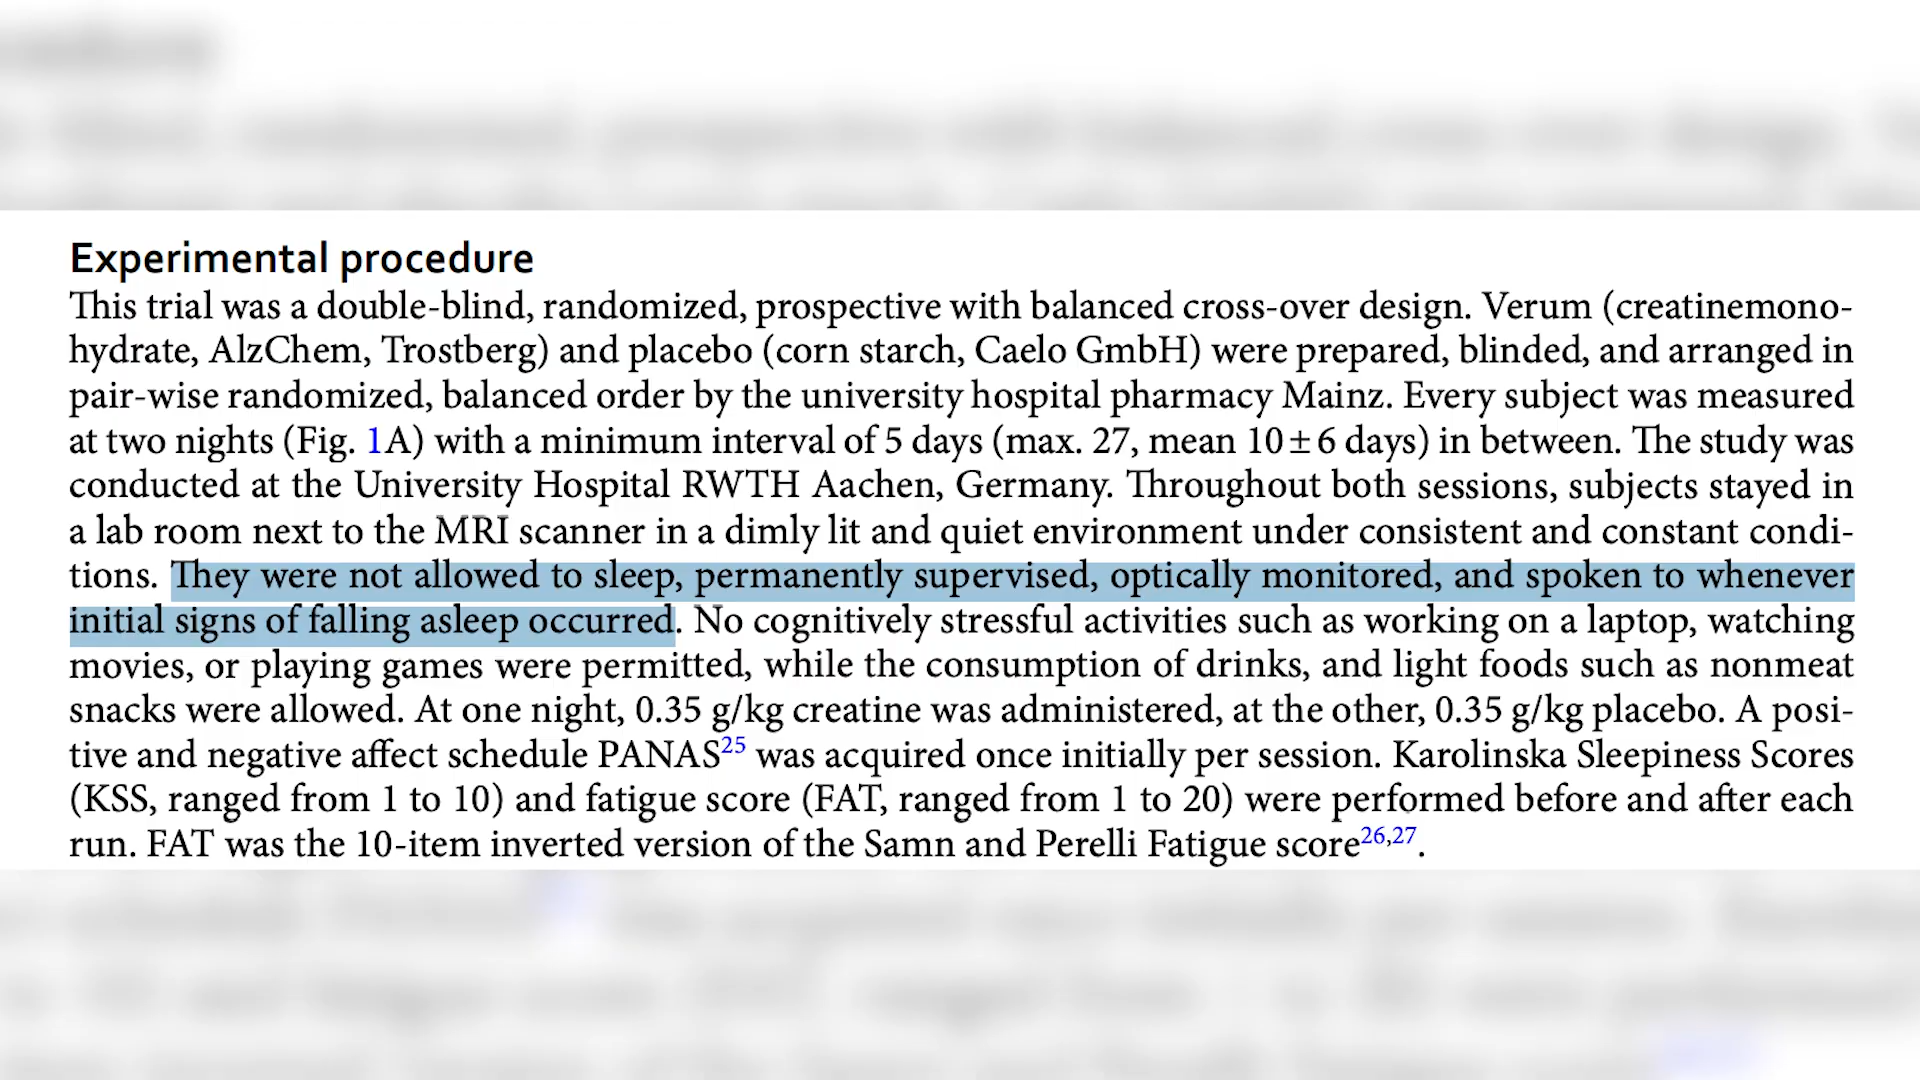 Experimental procedure
This trial was a double-blind, randomized, prospective with balanced cross-over design. Verum (creatinemono-
hydrate, AlzChem, Trostberg) and placebo (corn starch, Caelo GmbH) were prepared, blinded, and arranged in
pair-wise randomized, balanced order by the university hospital pharmacy Mainz. Every subject was measured
at two nights (Fig. 1A) with a minimum interval of 5 days (max. 27, mean 10 ± 6 days) in between. The study was
conducted at the University Hospital RWTH Aachen, Germany. Throughout both sessions, subjects stayed in
a lab room next to the MRI scanner in a dimly lit and quiet environment under consistent and constant condi-
tions. They were not allowed to sleep, permanently supervised, optically monitored, and spoken to whenever
initial signs of falling asleep occurred. No cognitively stressful activities such as working on a laptop, watching
movies, or playing games were permitted, while the consumption of drinks, and light foods such as nonmeat
snacks were allowed. At one night, 0.35 g/kg creatine was administered, at the other, 0.35 g/kg placebo. A posi-
tive and negative affect schedule PANAS25 was acquired once initially per session. Karolinska Sleepiness Scores
(KSS, ranged from 1 to 10) and fatigue score (FAT, ranged from 1 to 20) were performed before and after each
run. FAT was the 10-item inverted version of the Samn and Perelli Fatigue score26,27.